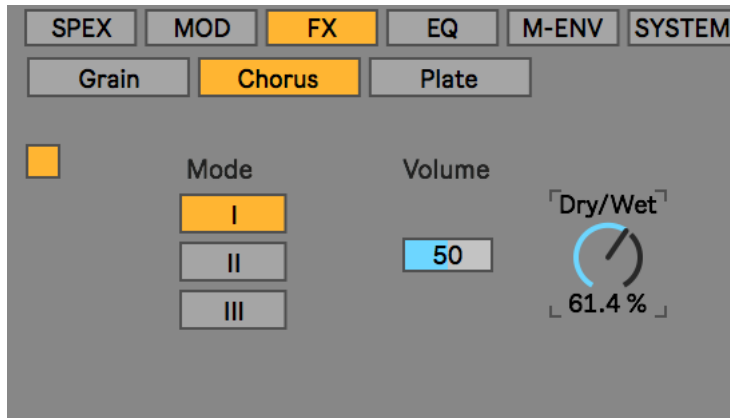 SPEX MOD FX EQ M-ENV SYSTEM
Grain Chorus Plate
Mode Volume
Dry/Wet
I
II
50
III
61.4 %